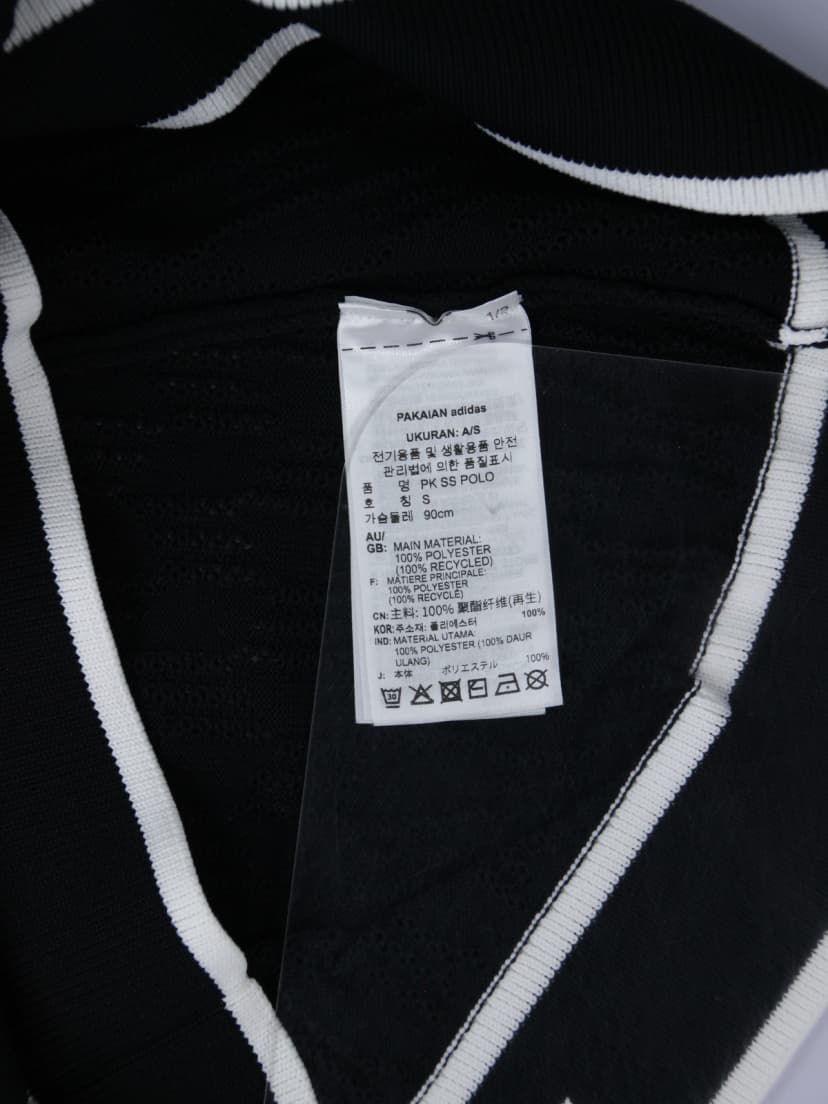 PAKAIAN adidas
UKURAN: A/S
전기용품 및 생활용품 안전
관리법에 의한 품질표시
품 명 PK SS POLO
호 칭 S
가슴둘레 90cm
AU/
GB: MAIN MATERIAL:
100% POLYESTER
(100% RECYCLED)
F: MATIERE PRINCIPALE:
100% POLYESTER
(100% RECYCLÉ)
CN: 主料: 100% 聚酯纤维(再生)
KOR: 주소재: 폴리에스터 100%
IND: MATERIAL UTAMA:
100% POLYESTER (100% DAUR
ULANG)
J: 本体 ポリエステル 100%
30